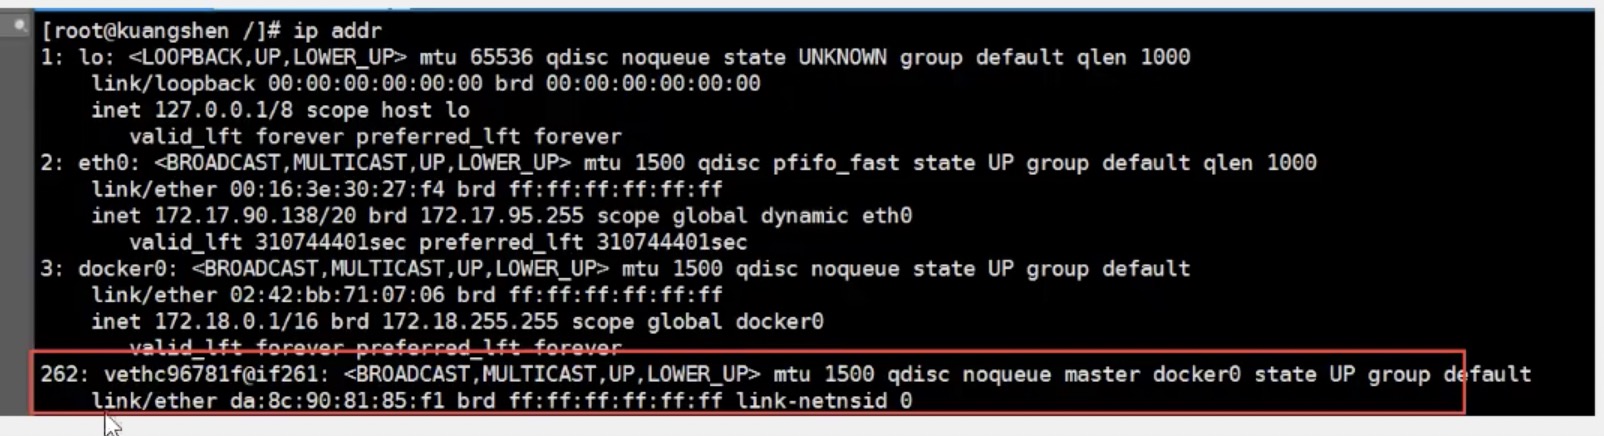 [root@kuangshen /]# ip addr
1: lo: <LOOPBACK,UP,LOWER_UP> mtu 65536 qdisc noqueue state UNKNOWN group default qlen 1000
link/loopback 00:00:00:00:00:00 brd 00:00:00:00:00:00
inet 127.0.0.1/8 scope host lo
valid_lft forever preferred_lft forever
2: eth0: <BROADCAST,MULTICAST,UP,LOWER_UP> mtu 1500 qdisc pfifo_fast state UP group default qlen 1000
link/ether 00:16:3e:30:27:f4 brd ff:ff:ff:ff:ff:ff
inet 172.17.90.138/20 brd 172.17.95.255 scope global dynamic eth0
valid_lft 310744401sec preferred_lft 310744401sec
3: docker0: <BROADCAST,MULTICAST,UP,LOWER_UP> mtu 1500 qdisc noqueue state UP group default
link/ether 02:42:bb:71:07:06 brd ff:ff:ff:ff:ff:ff
inet 172.18.0.1/16 brd 172.18.255.255 scope global docker0
valid_lft forever preferred_lft forever
262: vethc96781f@if261: <BROADCAST,MULTICAST,UP,LOWER_UP> mtu 1500 qdisc noqueue master docker0 state UP group default
link/ether da:8c:90:81:85:f1 brd ff:ff:ff:ff:ff:ff link-netnsid 0